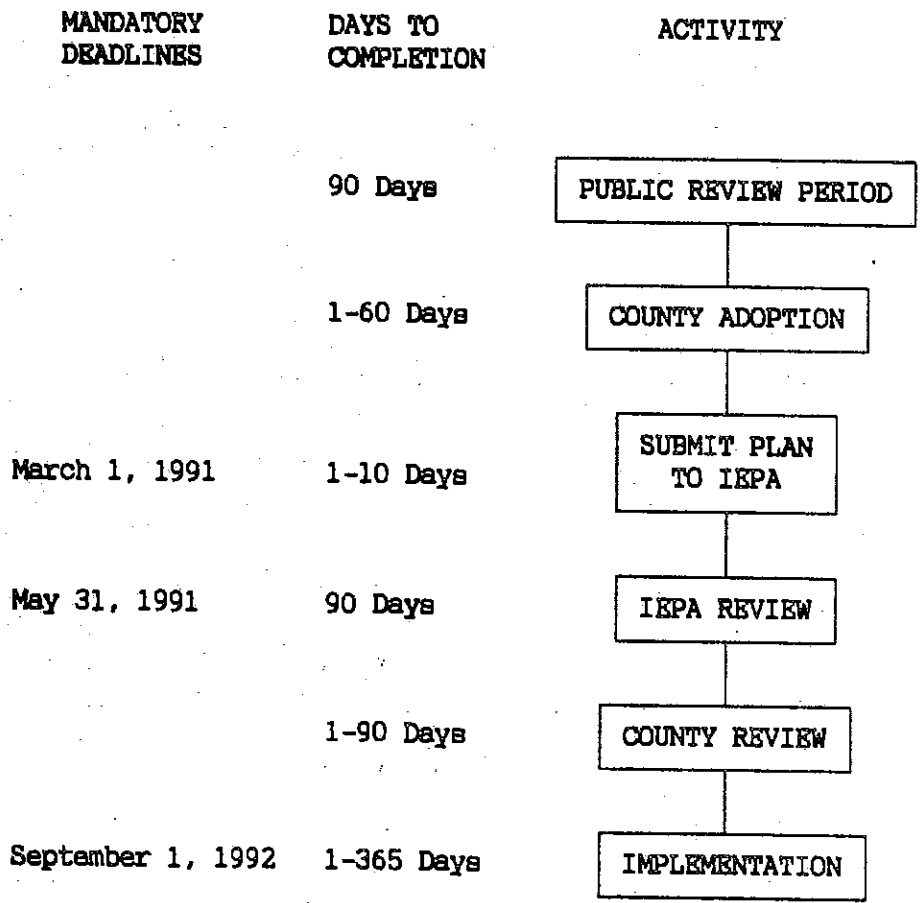 MANDATORY DAYS TO ACTIVITY
DEADLINES COMPLETION
90 Days PUBLIC REVIEW PERIOD
1-60 Days COUNTY ADOPTION
SUBMIT PLAN
March 1, 1991 1-10 Days TO IEPA
May 31, 1991 90 Days IEPA REVIEW
1-90 Days COUNTY REVIEW
September 1, 1992 1-365 Days IMPLEMENTATION